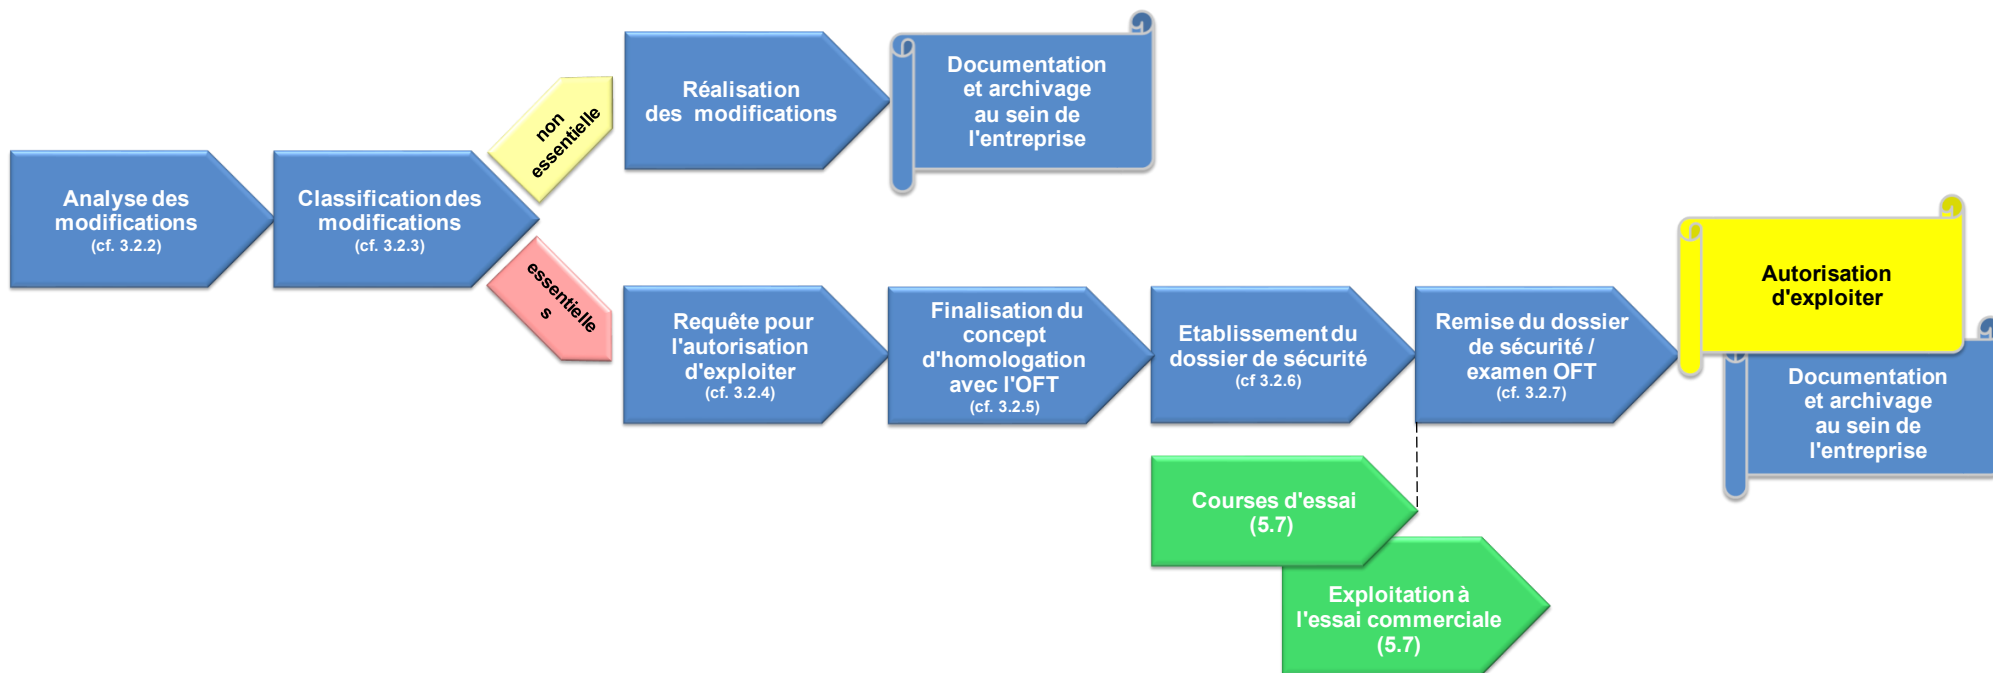 Analyse des
modifications
(cf. 3.2.2)
Classification des
modifications
(cf. 3.2.3)
non
essentielle
Réalisation
des modifications
Documentation
et archivage
au sein de
l'entreprise
essentielle
s
Requête pour
l'autorisation
d'exploiter
(cf. 3.2.4)
Finalisation du
concept
d'homologation
avec l'OFT
(cf. 3.2.5)
Etablissement du
dossier de sécurité
(cf 3.2.6)
Remise du dossier
de sécurité /
examen OFT
(cf. 3.2.7)
Autorisation
d'exploiter
Documentation
et archivage
au sein de
l'entreprise
Courses d'essai
(5.7)
Exploitation à
l'essai commerciale
(5.7)